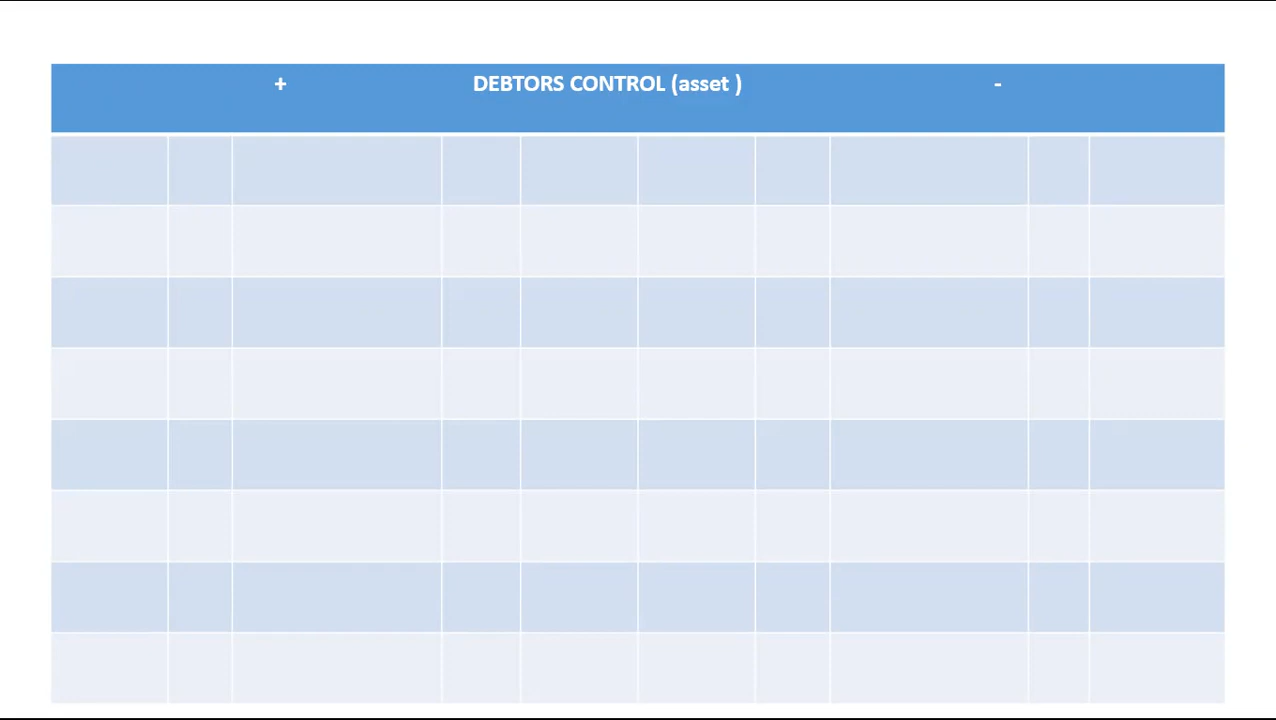 + DEBTORS CONTROL (asset ) -